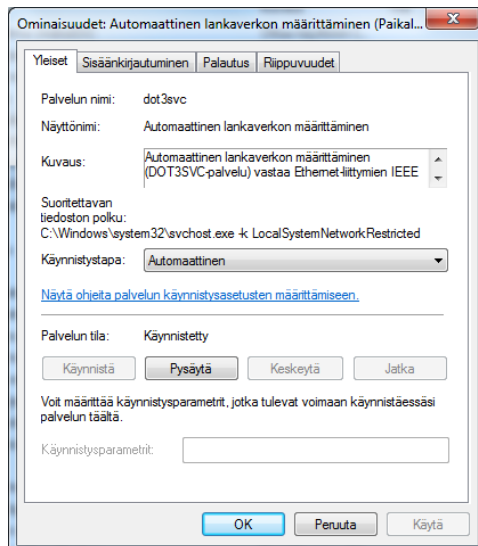 Ominaisuudet: Automaattinen lankaverkon määrittäminen (Paikal...
Yleiset Sisäänkirjautuminen Palautus Riippuvuudet
Palvelun nimi: dot3svc
Näyttönimi: Automaattinen lankaverkon määrittäminen
Kuvaus: Automaattinen lankaverkon määrittäminen
(DOT3SVC-palvelu) vastaa Ethernet-liittymien IEEE
Suoritettavan
tiedoston polku:
C:\Windows\system32\svchost.exe -k LocalSystemNetworkRestricted
Käynnistystapa: Automaattinen
Näytä ohjeita palvelun käynnistysasetusten määrittämiseen.
Palvelun tila: Käynnistetty
Käynnistä Pysäytä Keskeytä Jatka
Voit määrittää käynnistysparametrit, jotka tulevat voimaan käynnistäessäsi
palvelun täältä.
Käynnistysparametrit:
OK Peruuta Käytä